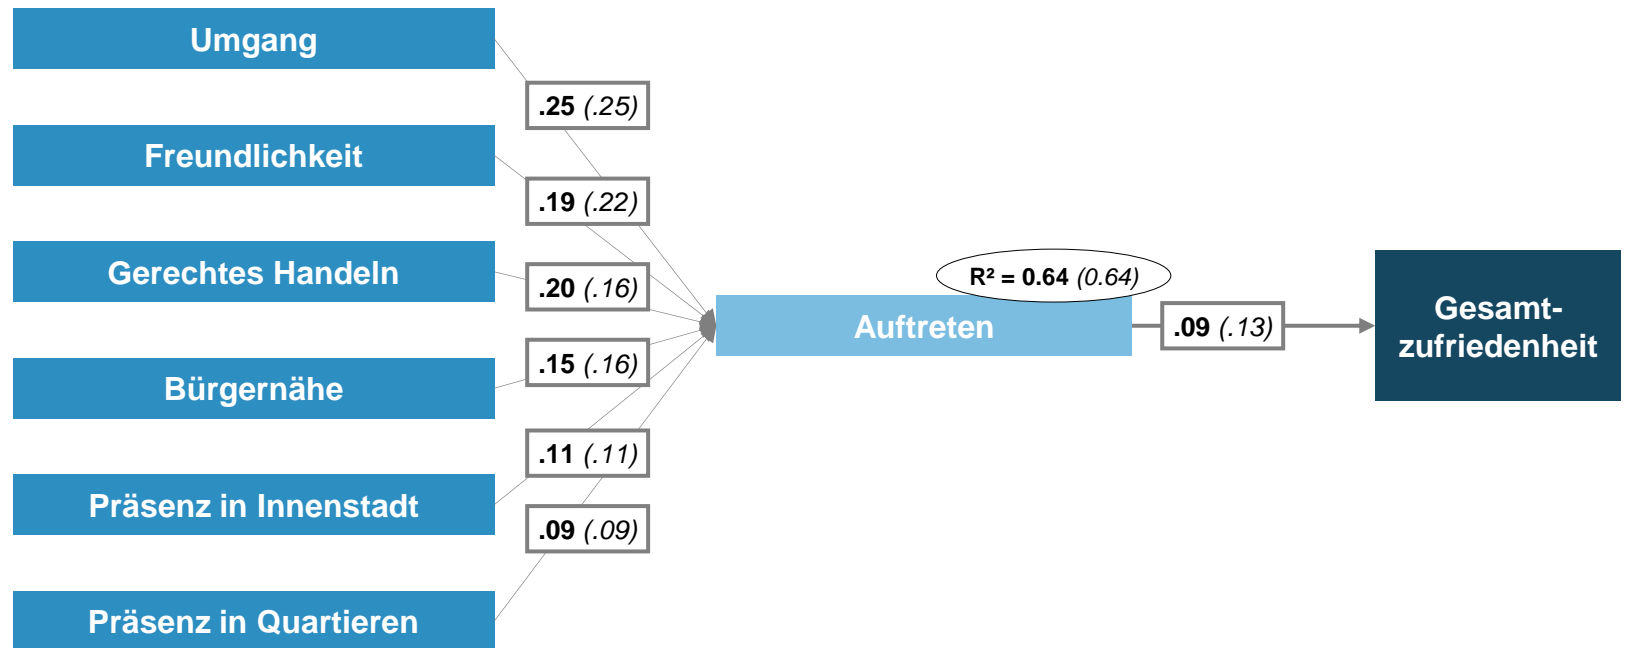 Umgang
.25 (.25)
Freundlichkeit
.19 (.22)
Gerechtes Handeln
.20 (.16)
Bürgernähe
.15 (.16)
Präsenz in Innenstadt
.11 (.11)
Präsenz in Quartieren
.09 (.09)
R² = 0.64 (0.64)
Auftreten
.09 (.13)
Gesamt-
zufriedenheit